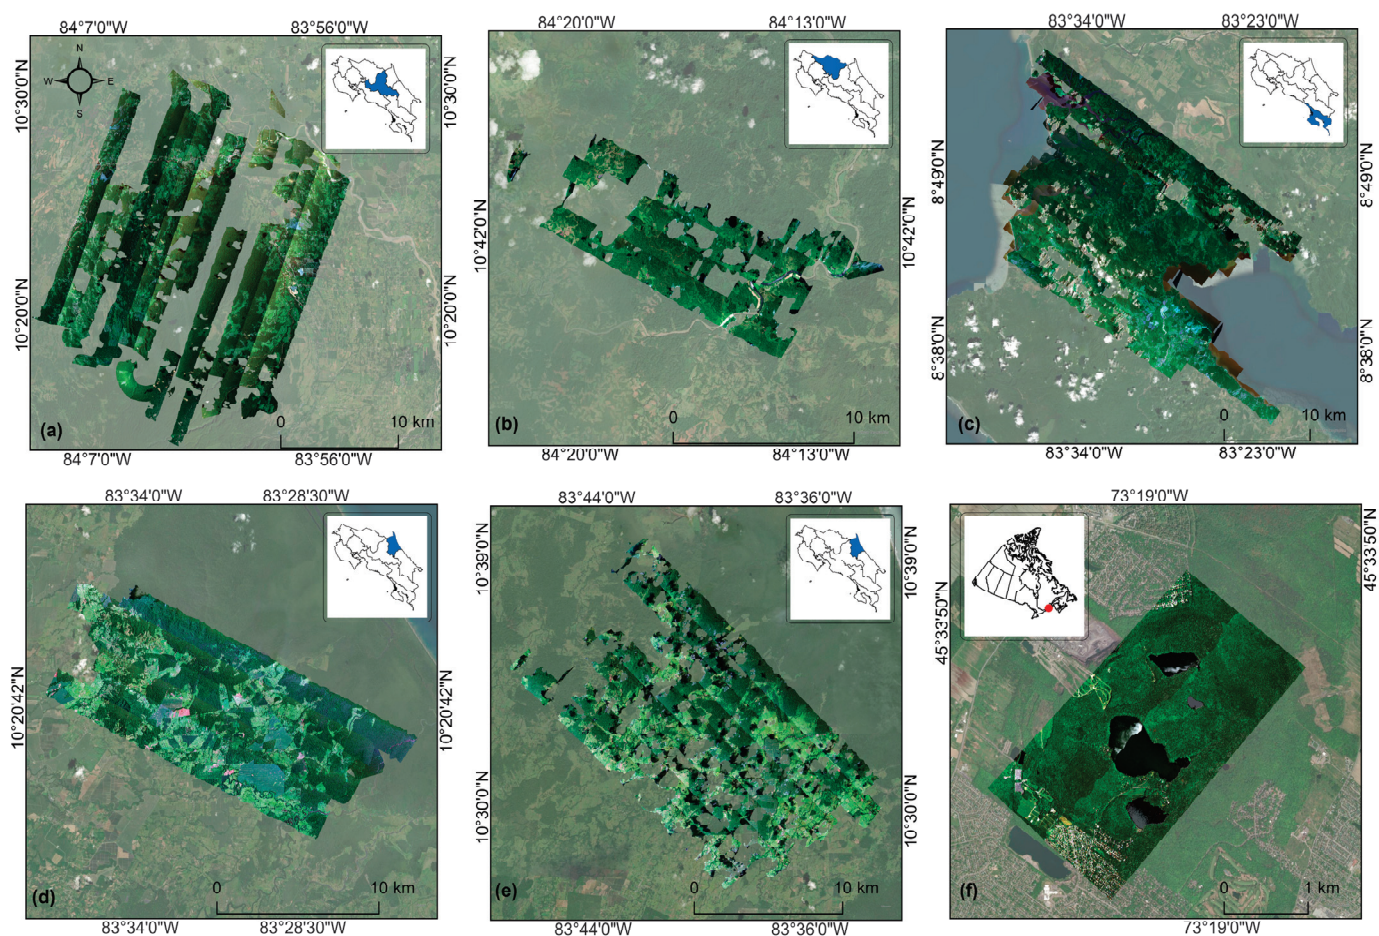 84°7'0"W 83°56'0"W
84°20'0"W 84°13'0"W
83°34'0"W 83°23'0"W
N
W E
S
10°30'0"N
10°30'0"N
10°20'0"N
10°20'0"N
0 10 km
(a)
84°7'0"W 83°56'0"W
10°42'0"N
10°42'0"N
0 10 km
(b)
84°20'0"W 84°13'0"W
8°49'0"N
8°49'0"N
8°38'0"N
8°38'0"N
0 10 km
(c)
83°34'0"W 83°23'0"W
83°34'0"W 83°28'30"W
10°20'42"N
10°20'42"N
0 10 km
(d)
83°34'0"W 83°28'30"W
83°44'0"W 83°36'0"W
10°39'0"N
10°39'0"N
10°30'0"N
10°30'0"N
0 10 km
(e)
83°44'0"W 83°36'0"W
73°19'0"W
45°33'50"N
45°33'50"N
0 1 km
(f)
73°19'0"W